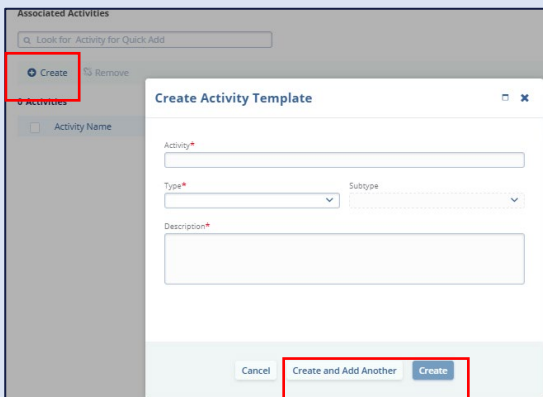 Associated Activities
Look for Activity for Quick Add
Create Remove
0 Activities
Activity Name
Create Activity Template
Activity*
Type* Subtype
Description*
Cancel Create and Add Another Create